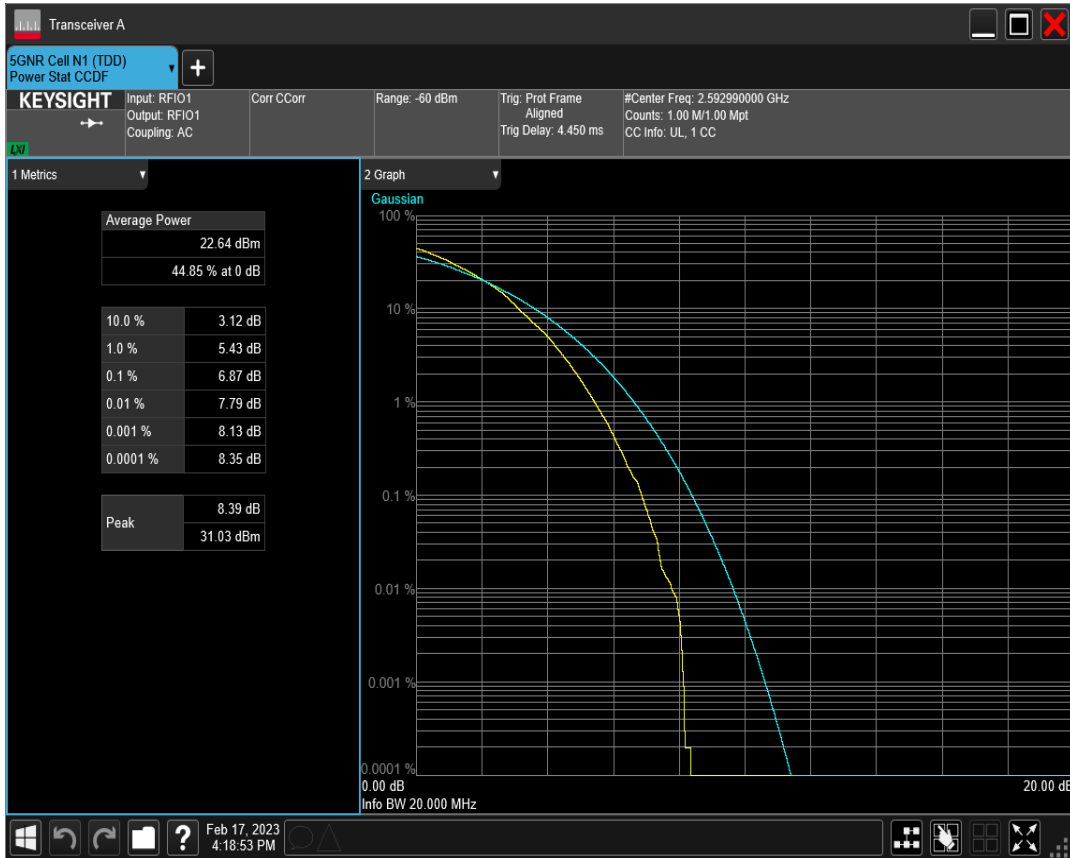 Transceiver A
5GNR Cell N1 (TDD)
Power Stat CCDF
+
KEYSIGHT
LXI
Input: RFIO1
Output: RFIO1
Coupling: AC
Corr CCorr
Range: -60 dBm
Trig: Prot Frame
Aligned
Trig Delay: 4.450 ms
#Center Freq: 2.592990000 GHz
Counts: 1.00 M/1.00 Mpt
CC Info: UL, 1 CC
1 Metrics
Average Power
22.64 dBm
44.85 % at 0 dB
10.0 % 3.12 dB
1.0 % 5.43 dB
0.1 % 6.87 dB
0.01 % 7.79 dB
0.001 % 8.13 dB
0.0001 % 8.35 dB
Peak
8.39 dB
31.03 dBm
2 Graph
Gaussian
100 %
10 %
1 %
0.1 %
0.01 %
0.001 %
0.0001 %
0.00 dB 20.00 dB
Info BW 20.000 MHz
?
Feb 17, 2023
4:18:53 PM